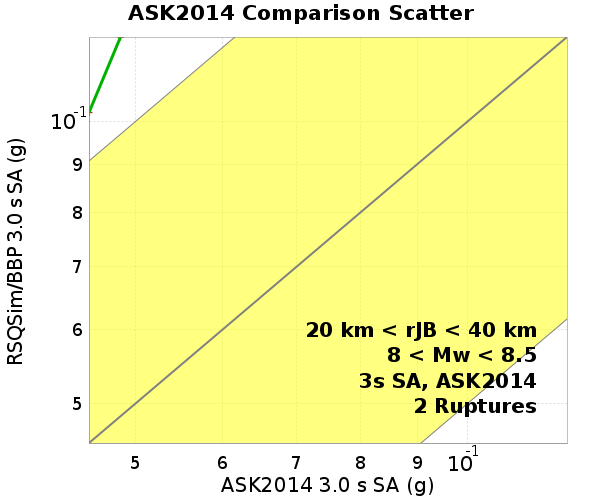 ASK2014 Comparison Scatter
RSQSim/BBP 3.0 s SA (g)
10-1
9
8
7
6
5
20 km < rJB < 40 km
8 < Mw < 8.5
3s SA, ASK2014
2 Ruptures
5 6 7 8 9 10-1
ASK2014 3.0 s SA (g)